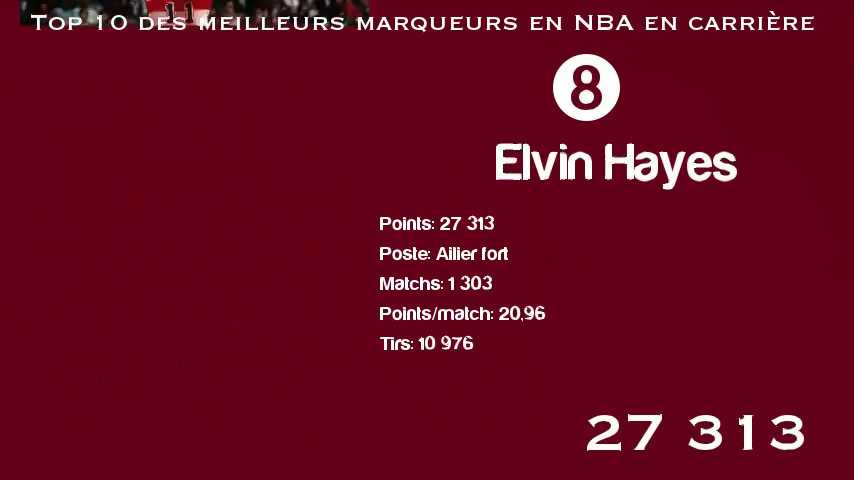 Top 10 des meilleurs marqueurs en NBA en carrière
8
Elvin Hayes
Points: 27 313
Poste: Ailier fort
Matchs: 1 303
Points/match: 20,96
Tirs: 10 976
27 313